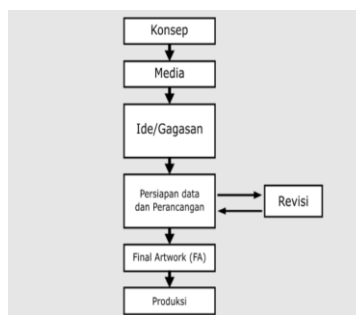 Konsep
Media
Ide/Gagasan
Persiapan data
dan Perancangan
Revisi
Final Artwork (FA)
Produksi